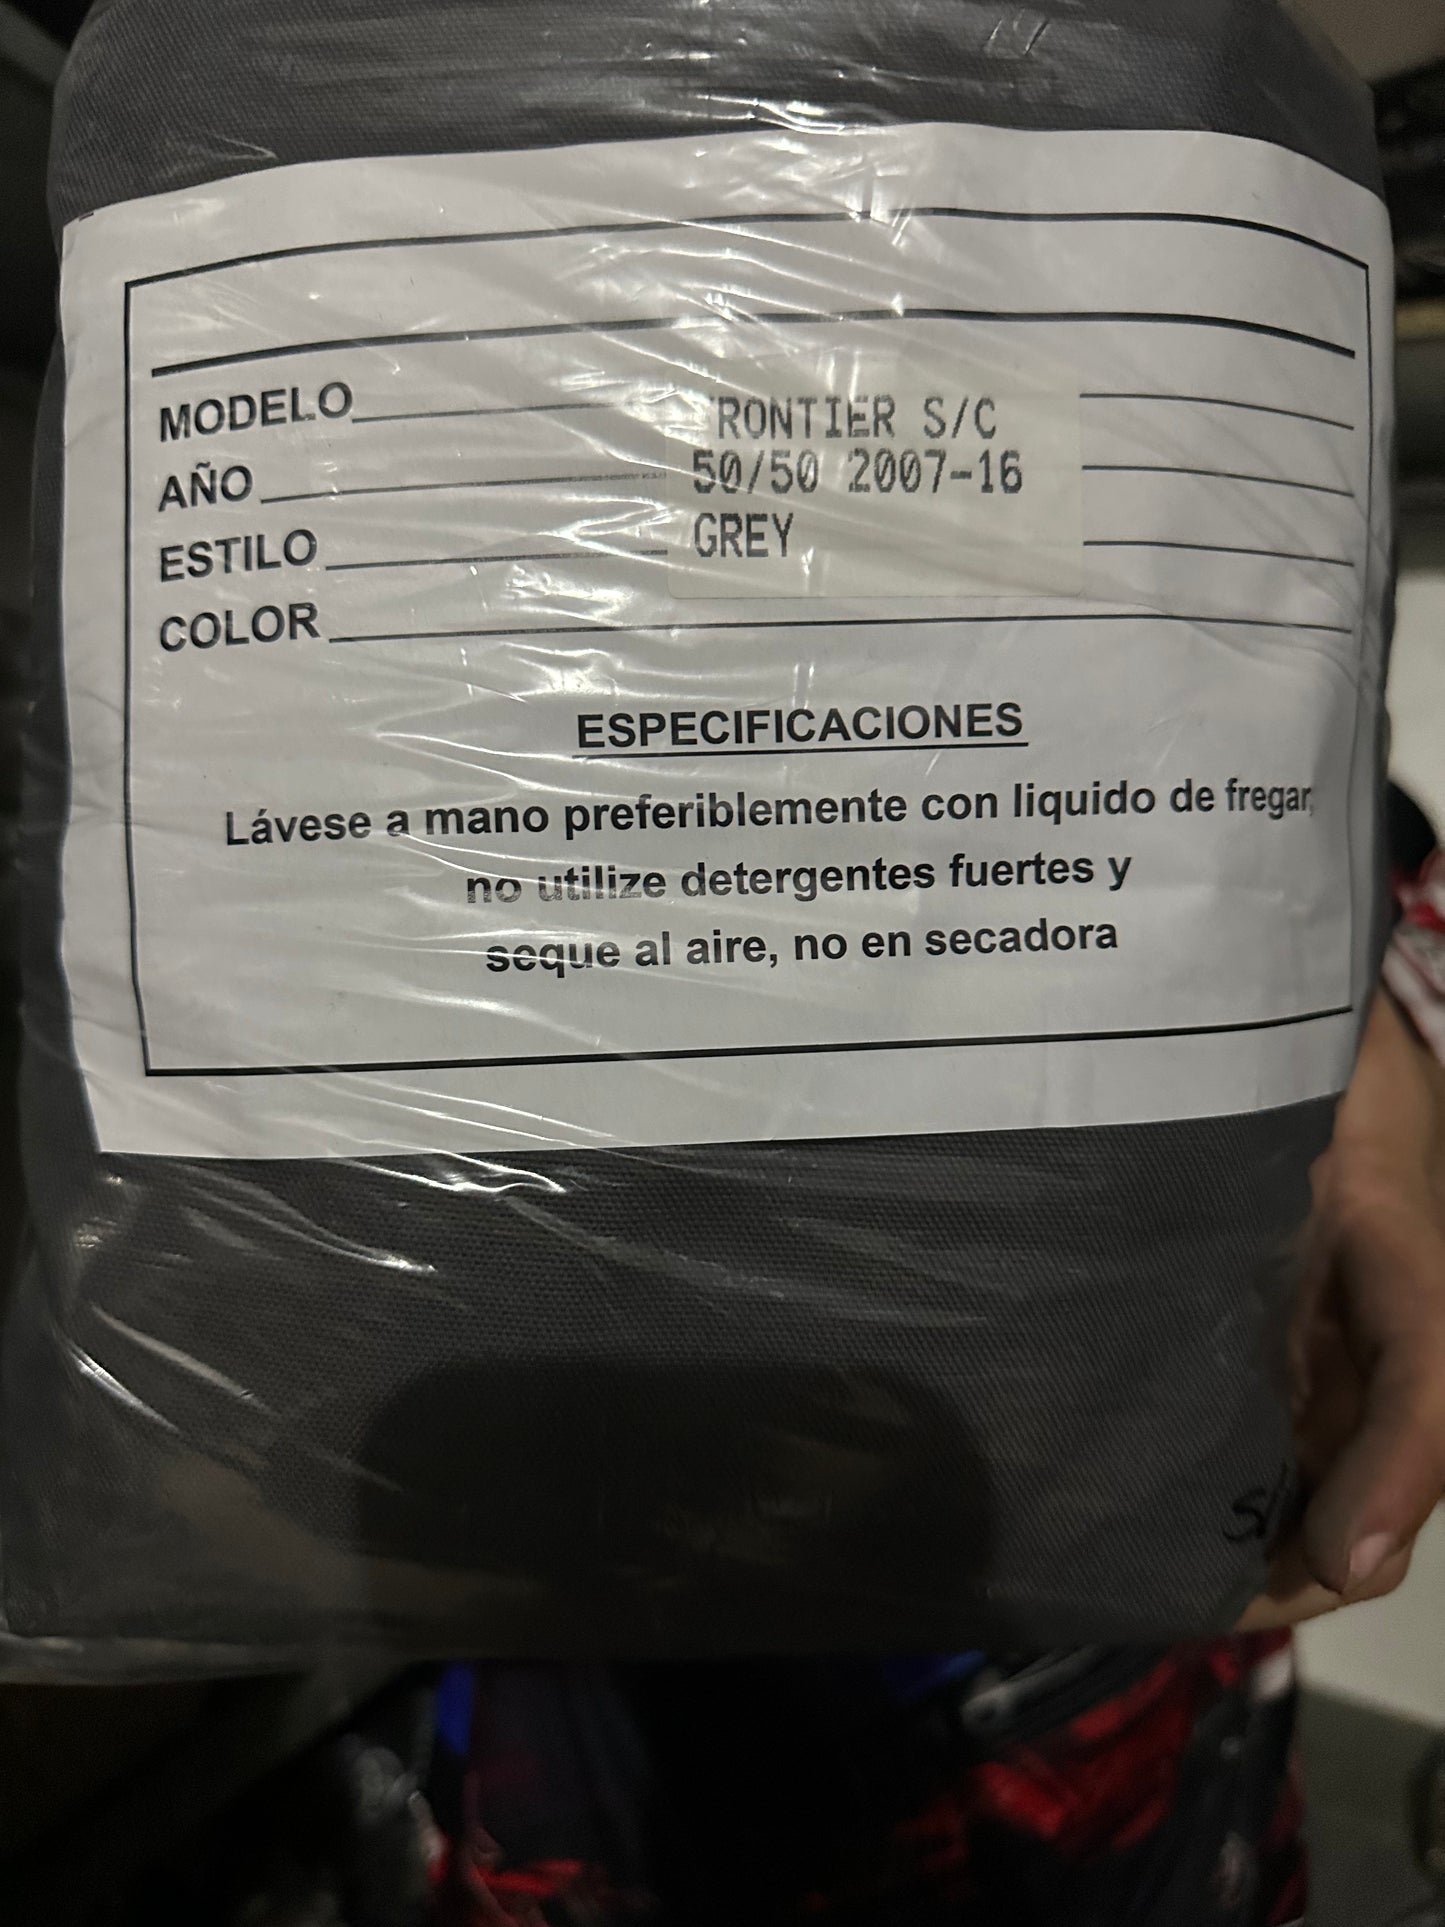 MODELO
RONTIER S/C
AÑO
50/50 2007-16
ESTILO
GREY
COLOR
ESPECIFICACIONES
Lávese a mano preferiblemente con liquido de fregar,
no utilize detergentes fuertes y
seque al aire, no en secadora